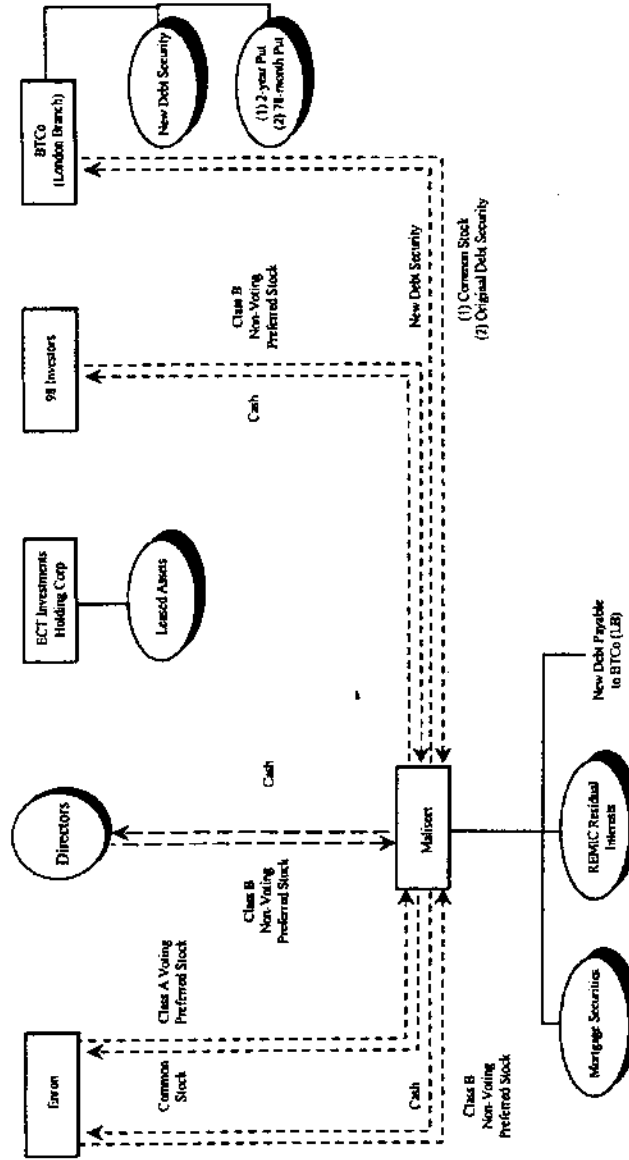 Enron
Directors
ECT Investments
Holding Corp
Leased Assets
98 Investors
BTCo
(London Branch)
New Debt Security
(1) 2-year Put
(2) 78-month Put
Class A Voting
Preferred Stock
Common
Stock
Cash
Class B
Non-Voting
Preferred Stock
Class B
Non-Voting
Preferred Stock
Cash
Cash
Class B
Non-Voting
Preferred Stock
New Debt Security
(1) Common Stock
(2) Original Debt Security
Maliseet
Mortgage Securities
REMIC Residual
Interests
New Debt Payable
to BTCo (LB)